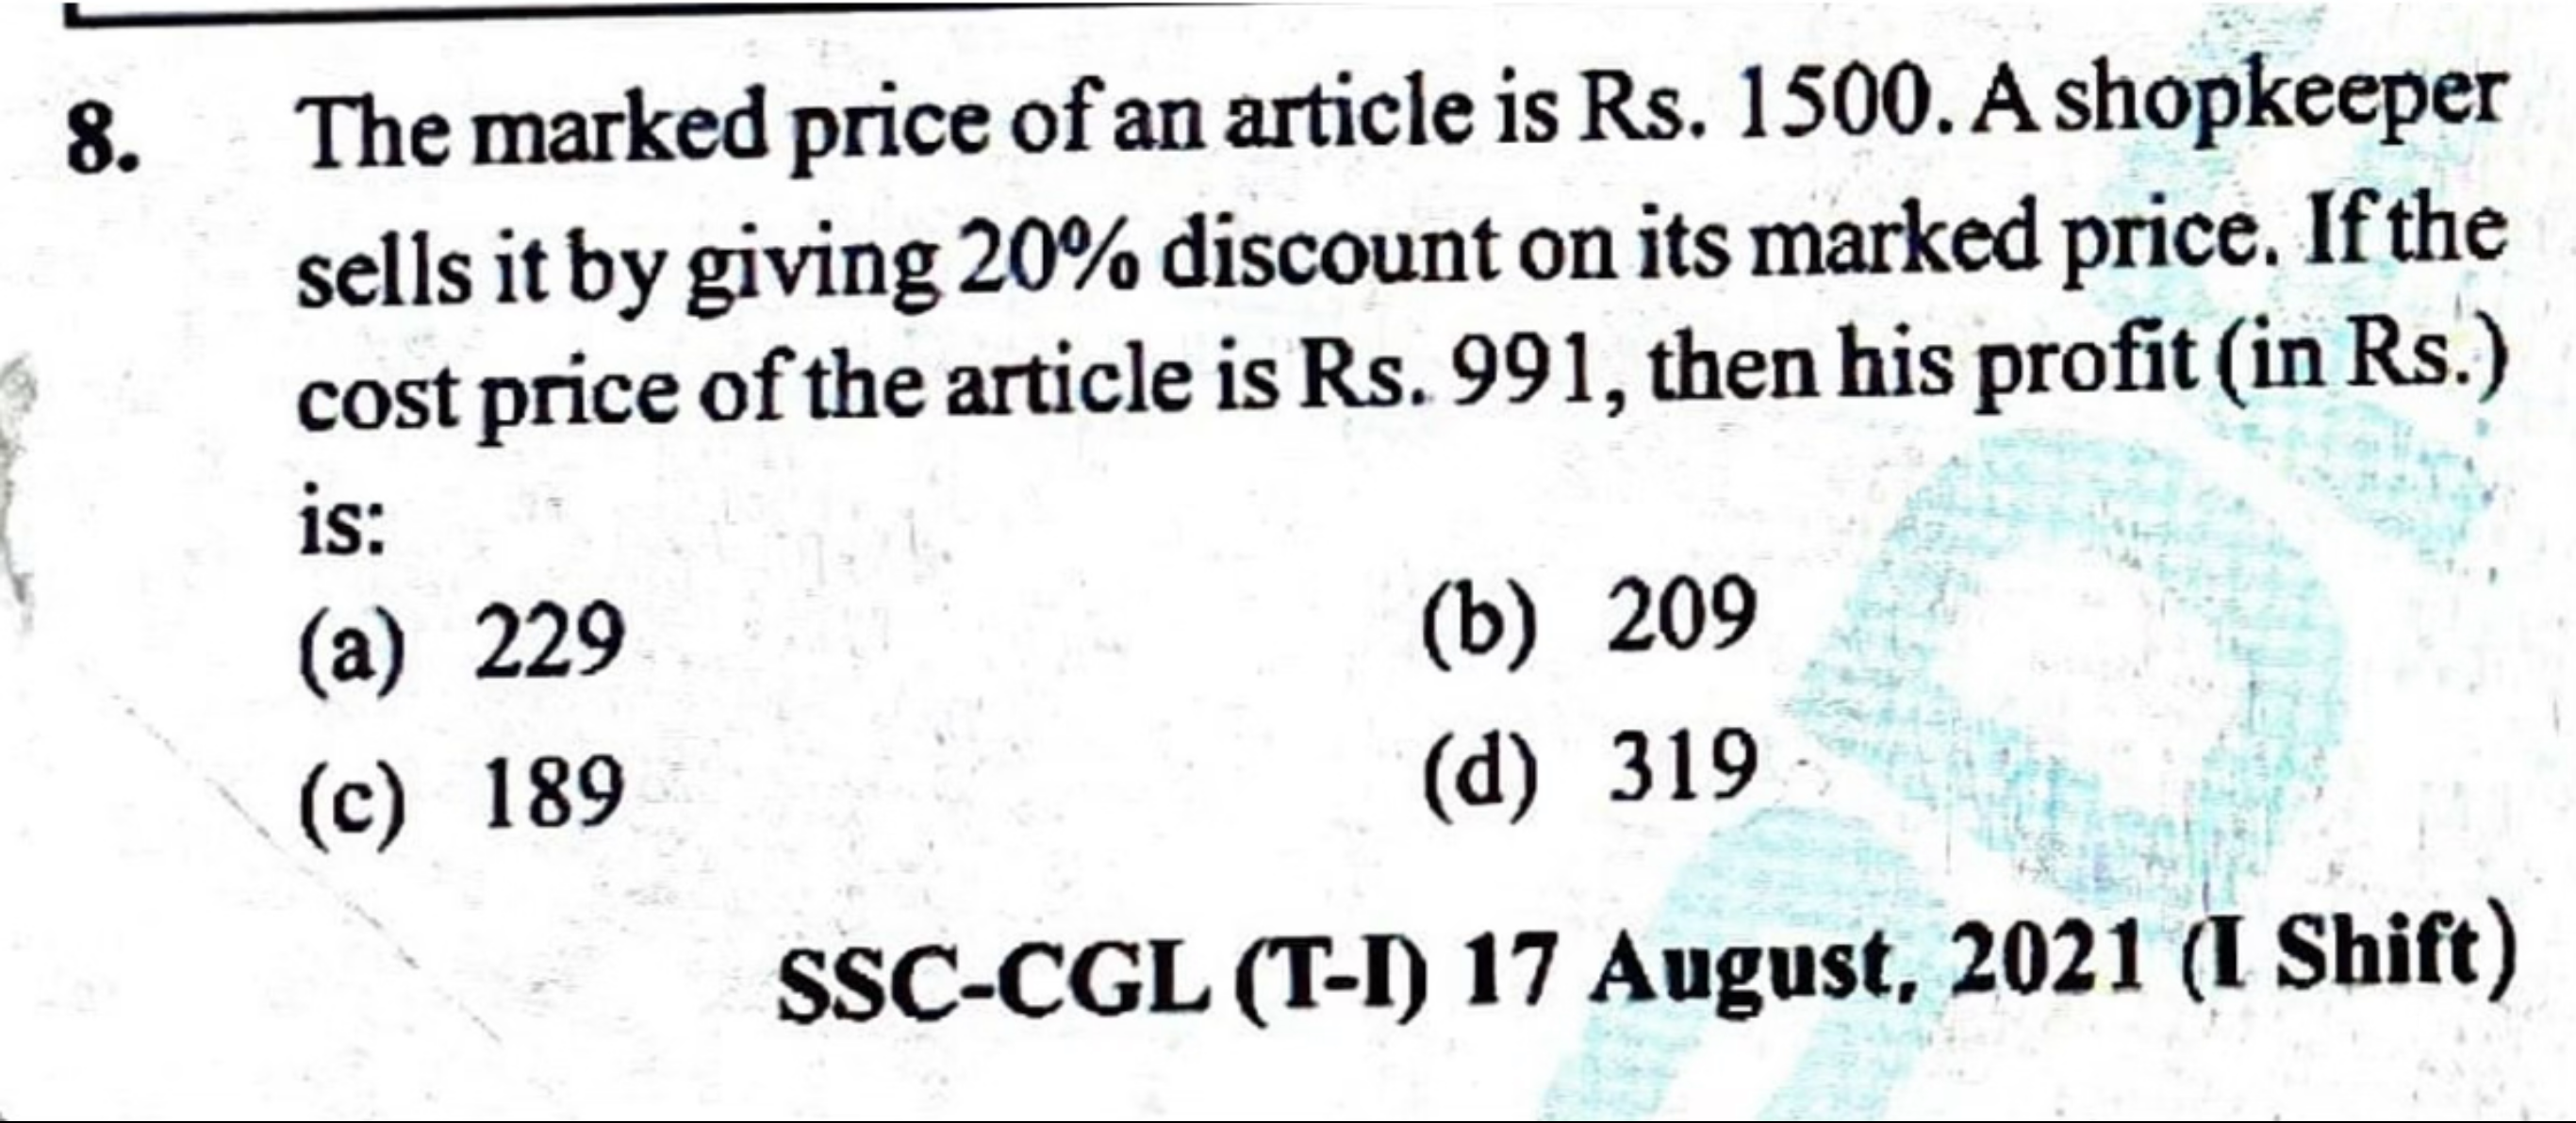 8. The marked price of an article is Rs. 1500. A shopkeeper
sells it by giving 20% discount on its marked price. If the
cost price of the article is Rs. 991, then his profit (in Rs.)
is:
(a) 229 (b) 209
(c) 189 (d) 319
SSC-CGL (T-I) 17 August, 2021 (I Shift)